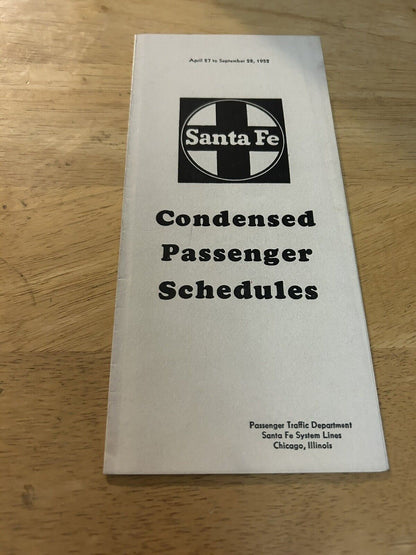 April 27 to September 28, 1952
Santa Fe
Condensed
Passenger
Schedules
Passenger Traffic Department
Santa Fe System Lines
Chicago, Illinois